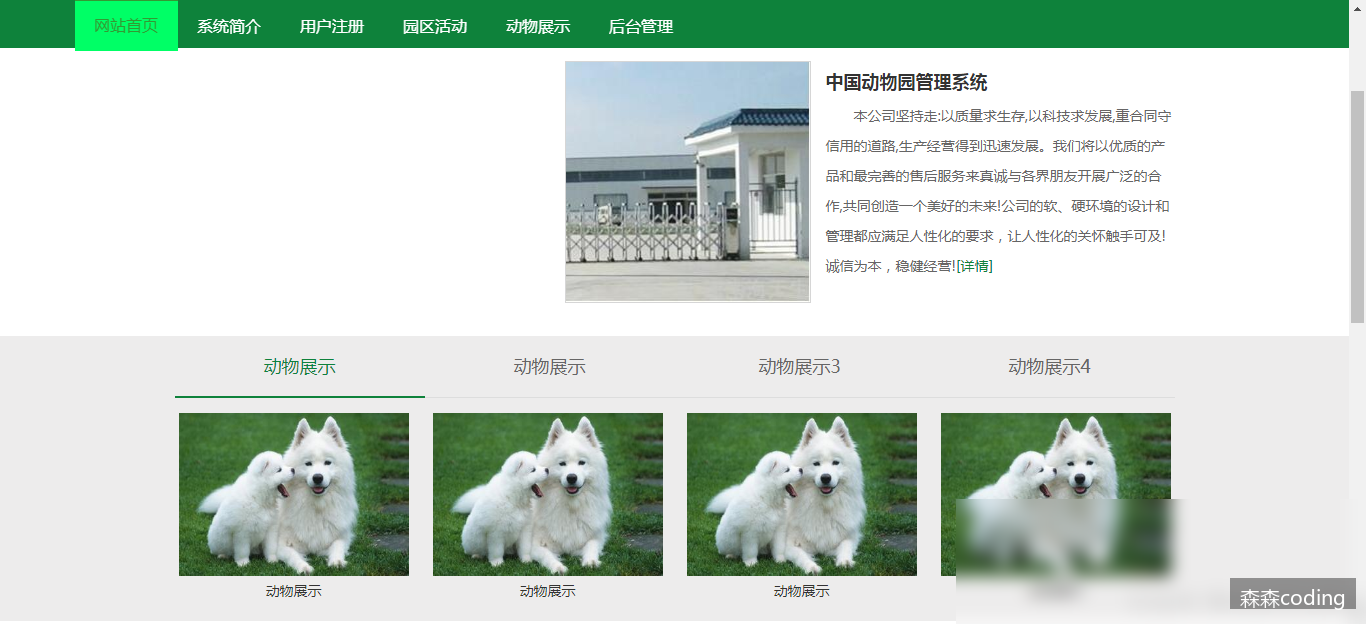 网站首页 系统简介 用户注册 园区活动 动物展示 后台管理
中国动物园管理系统
本公司坚持走:以质量求生存,以科技求发展,重合同守
信用的道路,生产经营得到迅速发展。我们将以优质的产
品和最完善的售后服务来真诚与各界朋友开展广泛的合
作,共同创造一个美好的未来!公司的软、硬环境的设计和
管理都应满足人性化的要求，让人性化的关怀触手可及!
诚信为本，稳健经营![详情]
动物展示 动物展示 动物展示3 动物展示4
动物展示 动物展示 动物展示
森森coding